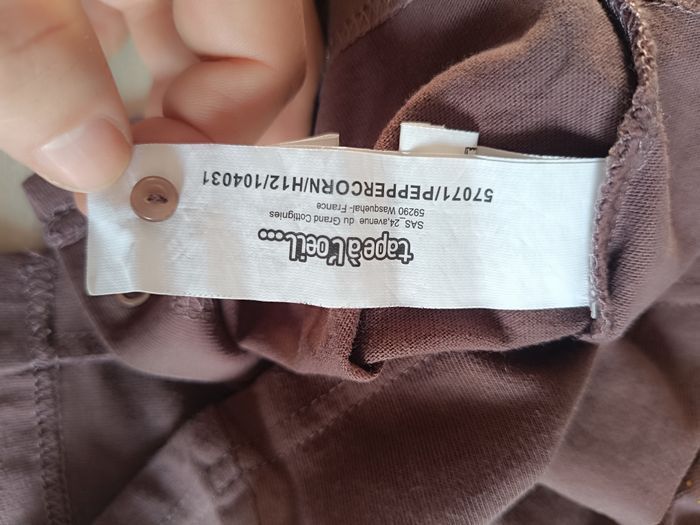 tape à l'oeil...
SAS, 24,avenue du Grand Cottignies
59290 Wasquehal- France
57071/PEPPERCORN/H12/104031